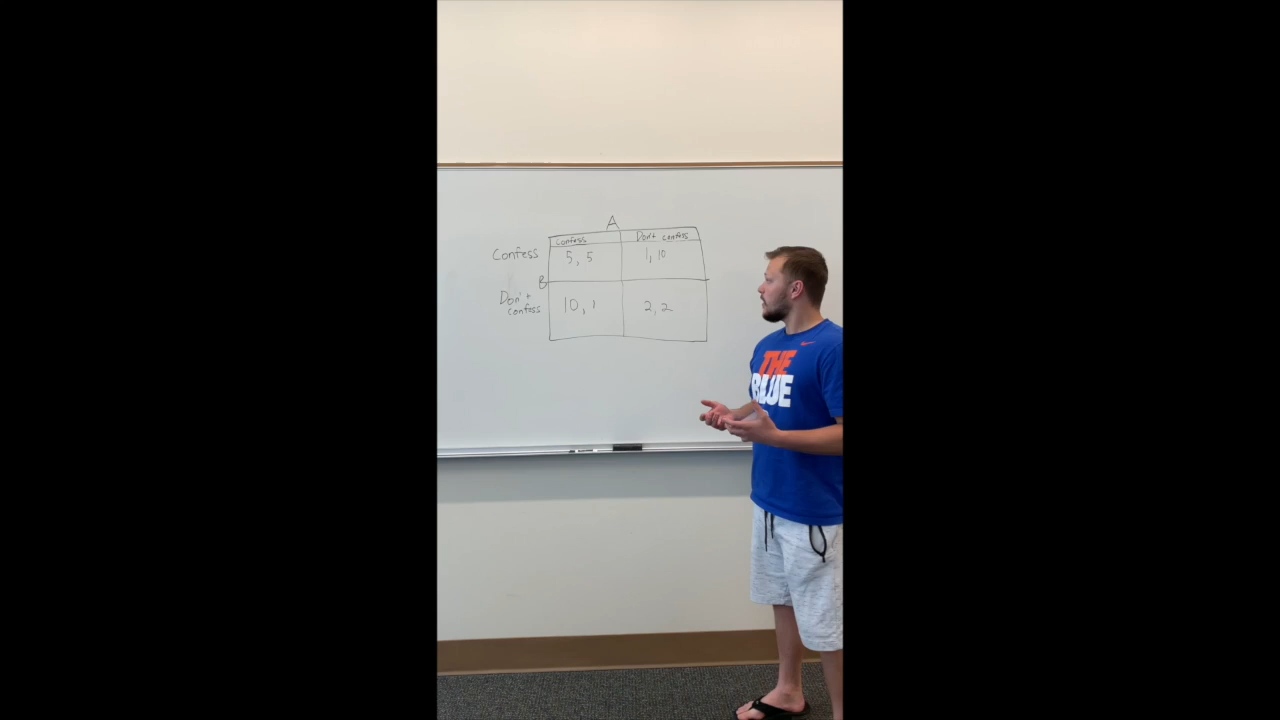 A
Confess Don't confess
Confess 5, 5 1, 10
B
Don't
confess 10, 1 2, 2
THE
BLUE